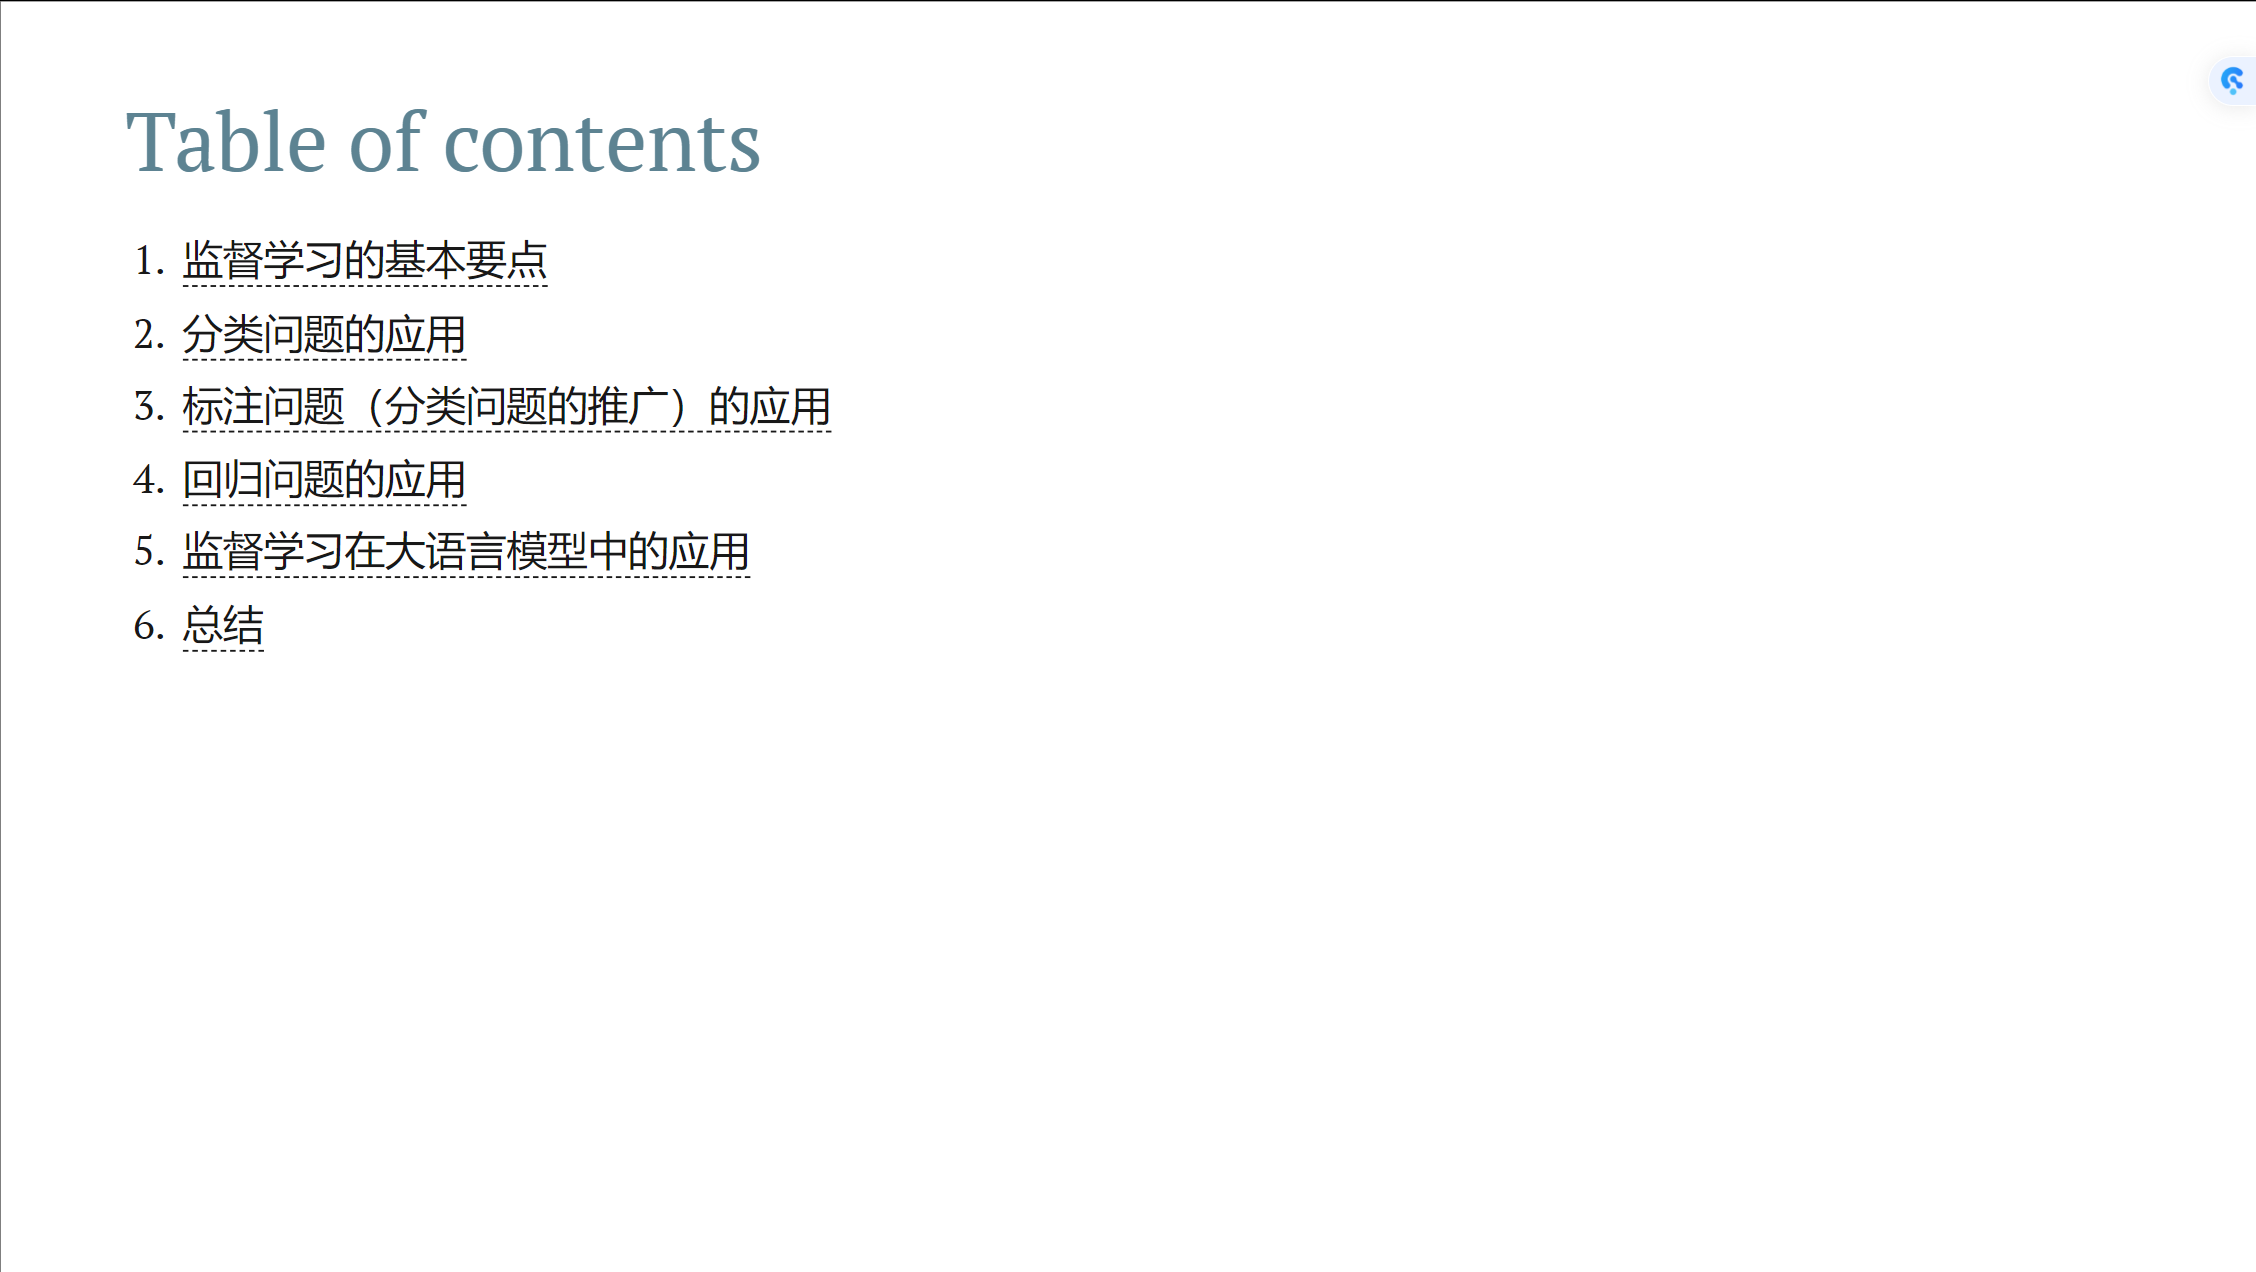 Table of contents
1. 监督学习的基本要点
2. 分类问题的应用
3. 标注问题（分类问题的推广）的应用
4. 回归问题的应用
5. 监督学习在大语言模型中的应用
6. 总结